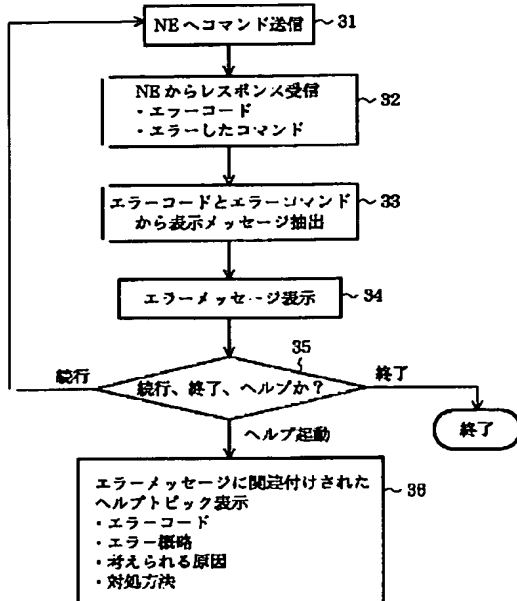 NEへコマンド送信
31
NEからレスポンス受信
・エラーコード
・エラーしたコマンド
32
エラーコードとエラーコマンド
から表示メッセージ抽出
33
エラーメッセージ表示
34
35
続行
続行、終了、ヘルプか？
終了
終了
ヘルプ起動
エラーメッセージに関連付けされた
ヘルプトピック表示
・エラーコード
・エラー概略
・考えられる原因
・対処方法
36